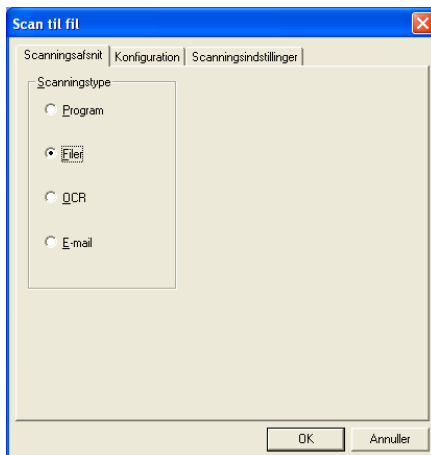 Scan til fil
Scanningsafsnit Konfiguration Scanningsindstillinger
Scanningstype
Program
Filer
OCR
E-mail
OK Annuller